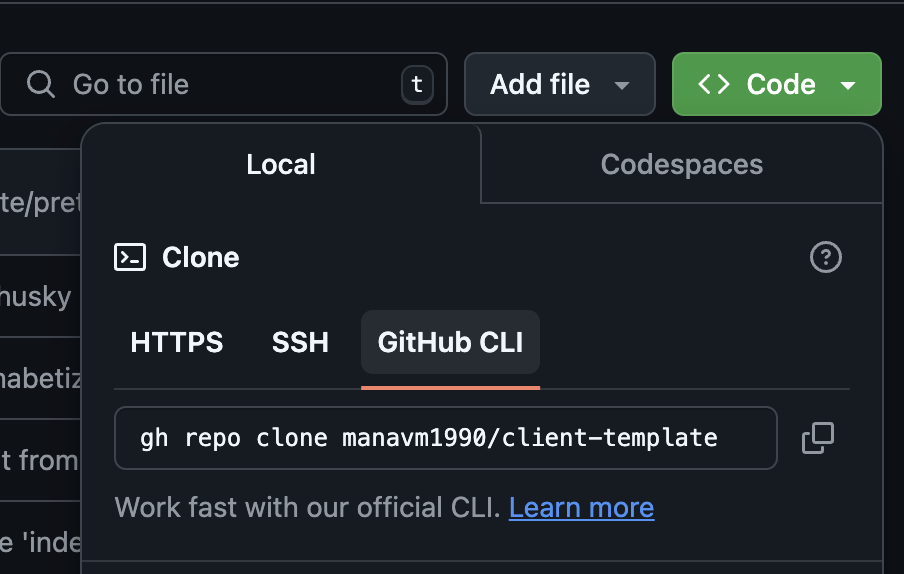 Go to file t Add file Code
Local Codespaces
te/pret
Clone
husky
HTTPS SSH GitHub CLI
nabetiz
gh repo clone manavm1990/client-template
t from
Work fast with our official CLI. Learn more
e 'inde